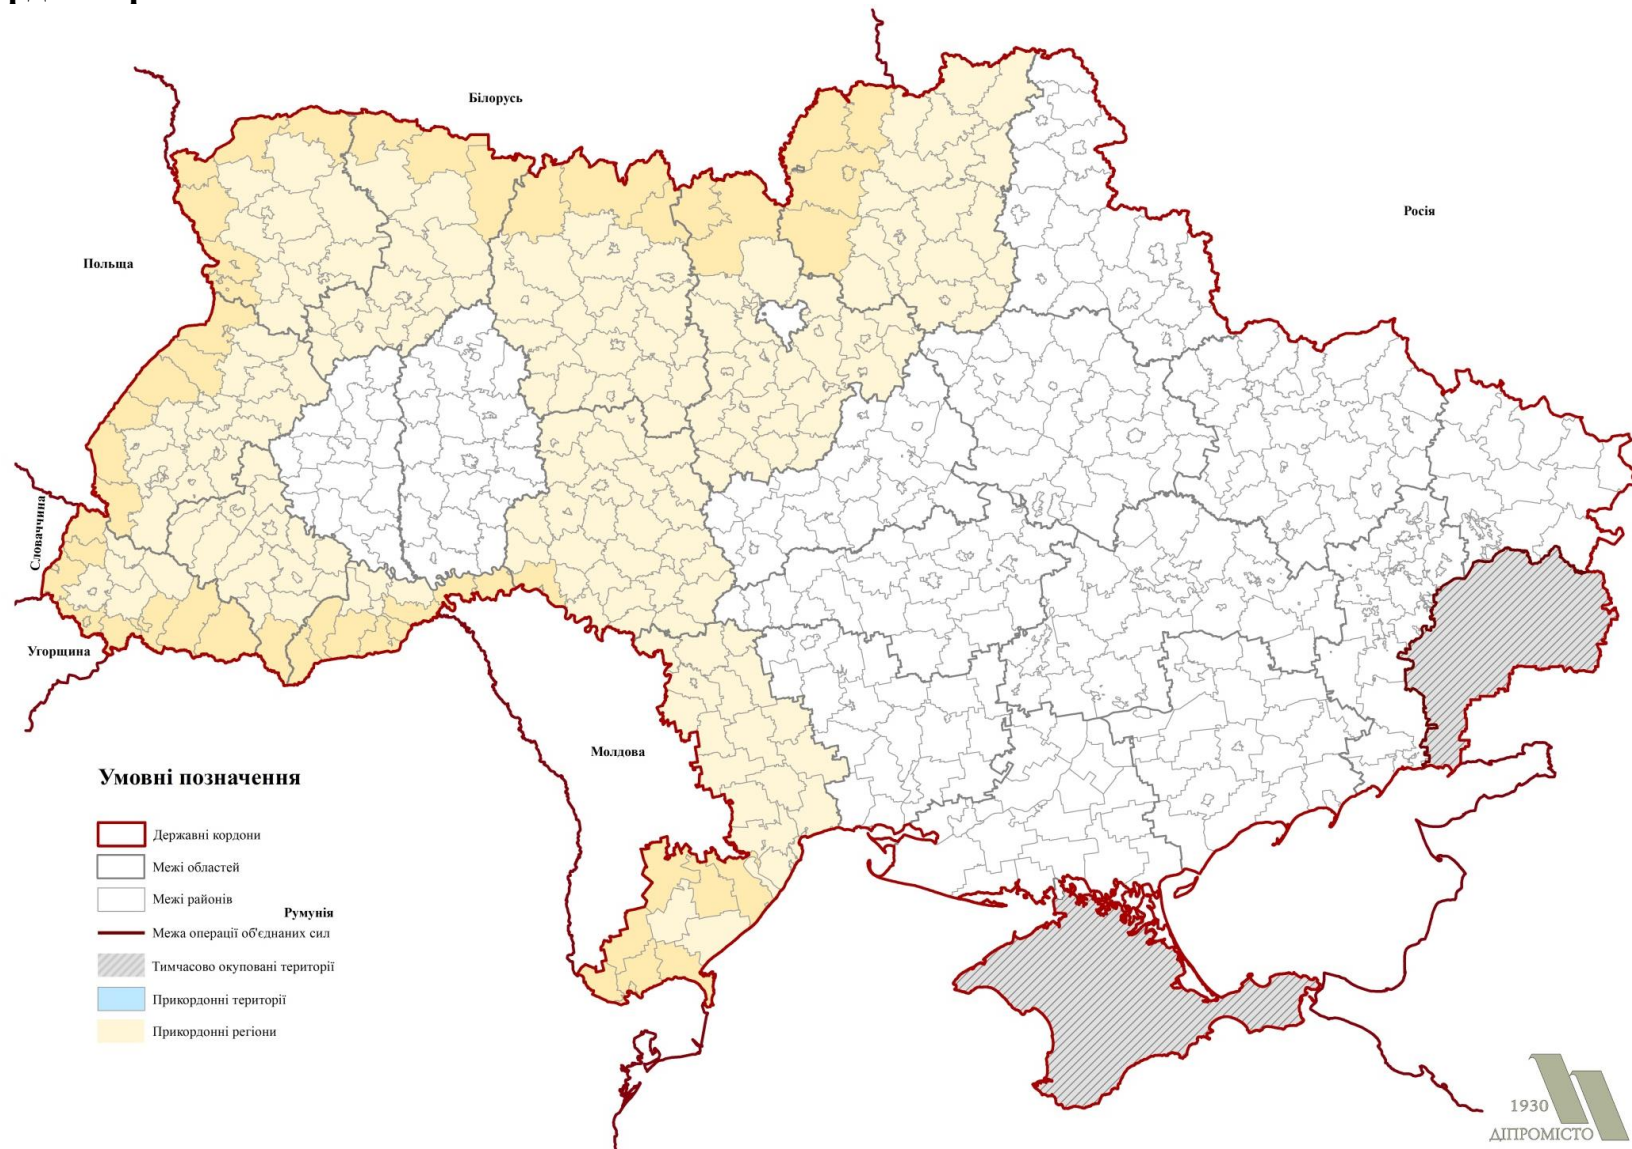 Білорусь
Росія
Польща
Словаччина
Угорщина
Молдова
Румунія
Умовні позначення
Державні кордони
Межі областей
Межі районів
Межа операції об'єднаних сил
Тимчасово окуповані території
Прикордонні території
Прикордонні регіони
1930
ДІПРОМІСТО